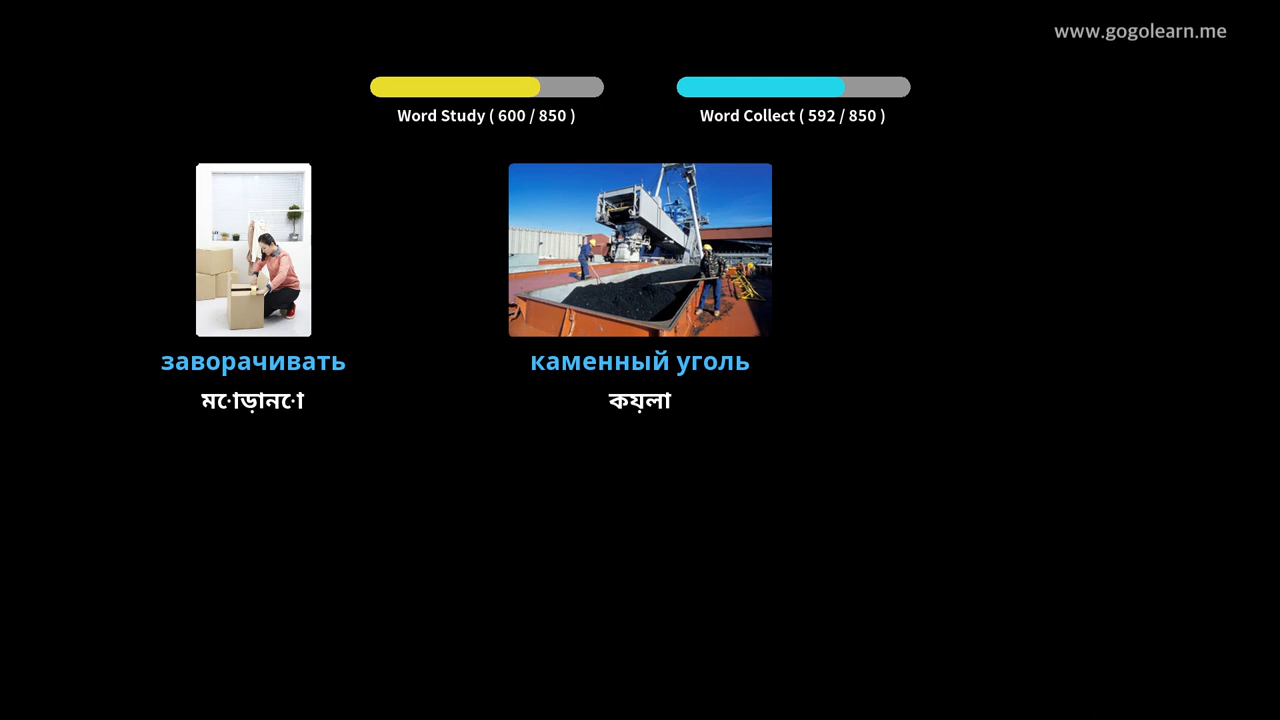 www.gogolearn.me
Word Study ( 600 / 850 )
Word Collect ( 592 / 850 )
заворачивать
মোড়ানো
каменный уголь
কয়লা